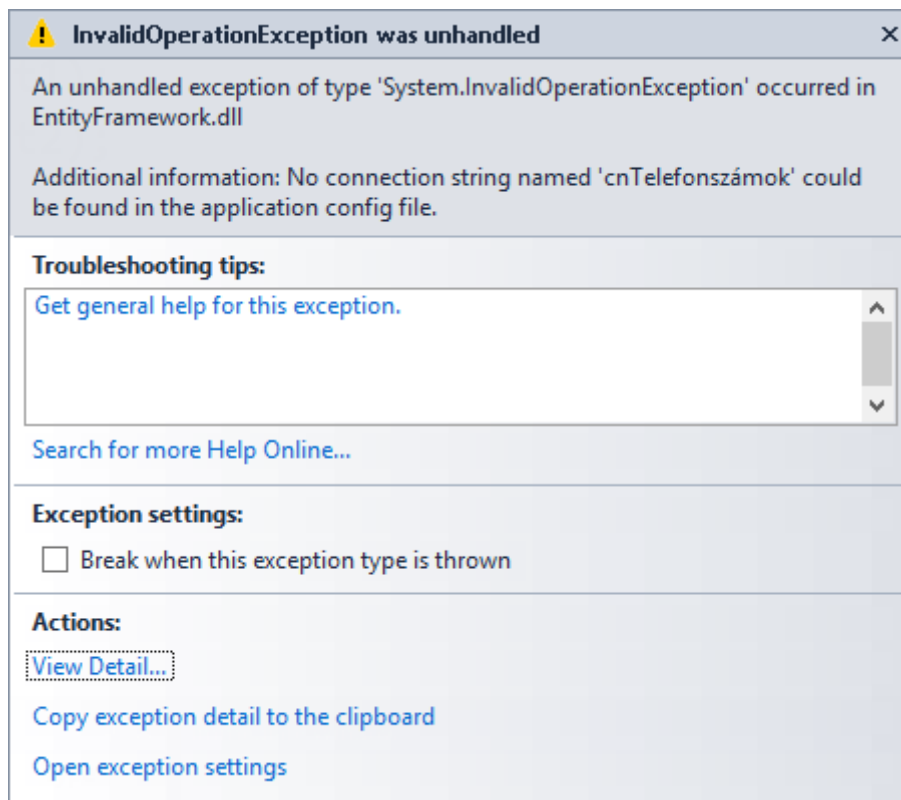 InvalidOperationException was unhandled
An unhandled exception of type 'System.InvalidOperationException' occurred in
EntityFramework.dll
Additional information: No connection string named 'cnTelefonszámok' could
be found in the application config file.
Troubleshooting tips:
Get general help for this exception.
Search for more Help Online...
Exception settings:
Break when this exception type is thrown
Actions:
View Detail...
Copy exception detail to the clipboard
Open exception settings